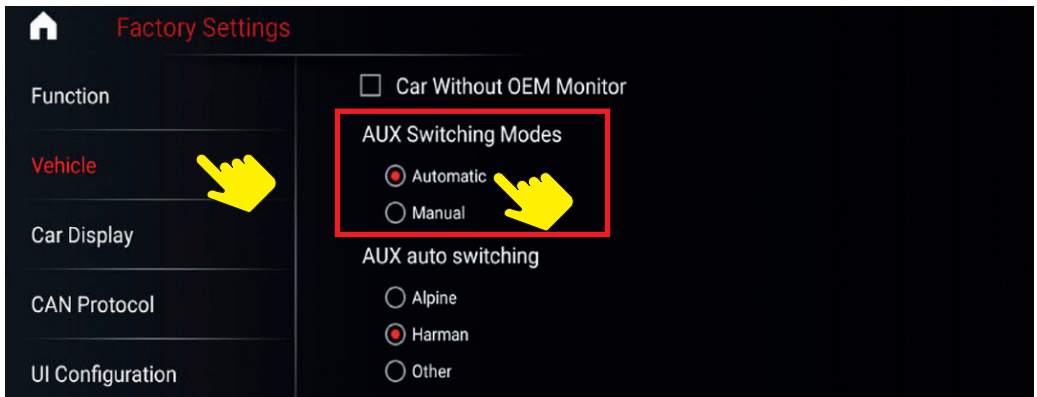 Factory Settings
Function
Vehicle
Car Display
CAN Protocol
UI Configuration
Car Without OEM Monitor
AUX Switching Modes
Automatic
Manual
AUX auto switching
Alpine
Harman
Other